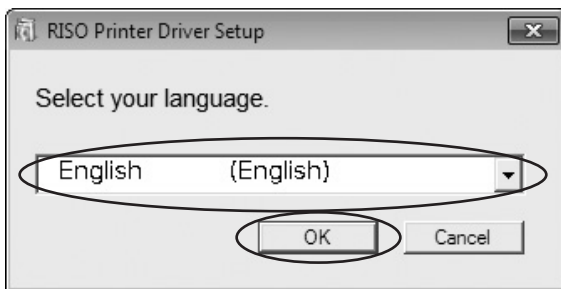 RISO Printer Driver Setup
Select your language.
English (English)
OK Cancel